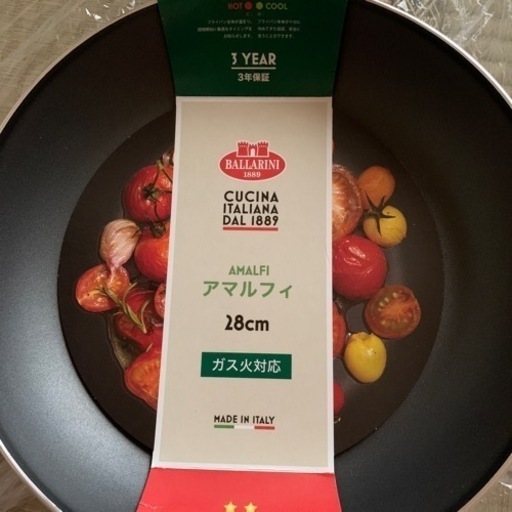 HOT COOL
3 YEAR
3年保証
BALLARINI
1889
CUCINA
ITALIANA
DAL 1889
AMALFI
アマルフィ
28cm
ガス火対応
MADE IN ITALY